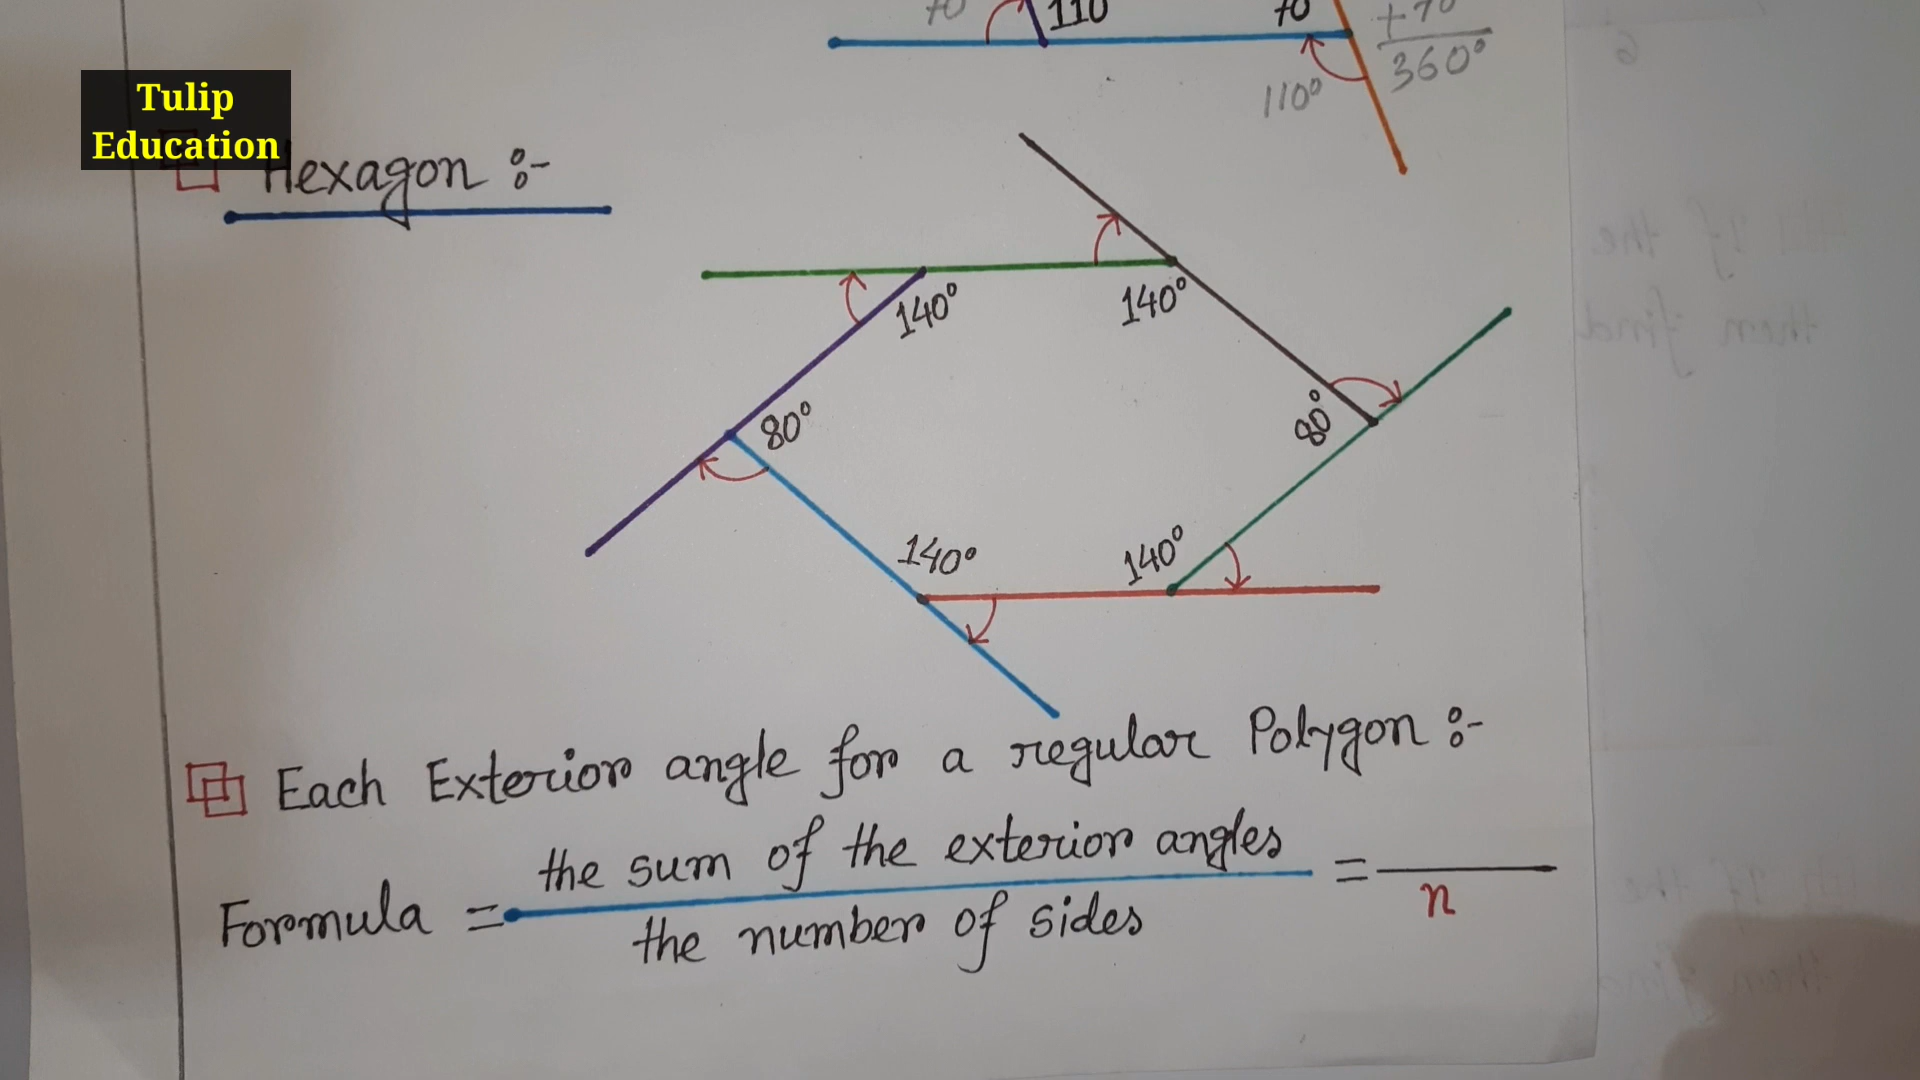 70
110
70
+70
360°
110°
Tulip
Education
Hexagon :-
140°
140°
80°
80°
140°
140°
Each Exterior angle for a regular Polygon :-
Formula = the sum of the exterior angles / the number of sides = / n